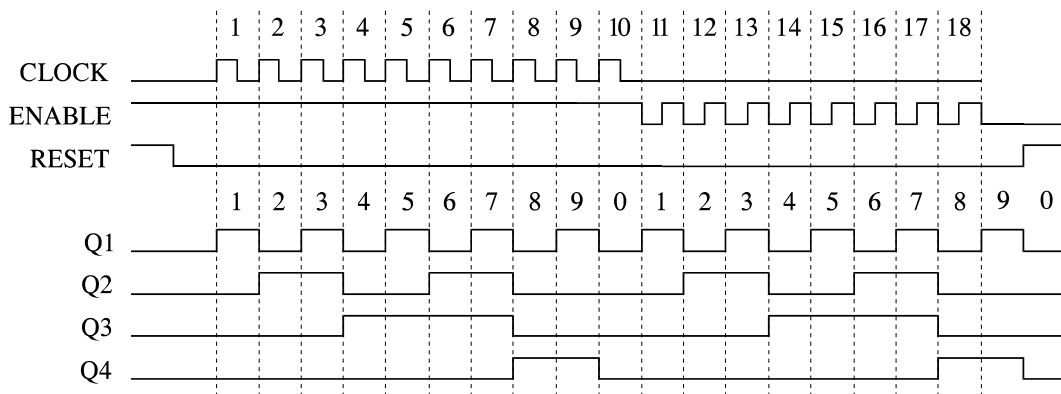 1 2 3 4 5 6 7 8 9 10 11 12 13 14 15 16 17 18
CLOCK
ENABLE
RESET
1 2 3 4 5 6 7 8 9 0 1 2 3 4 5 6 7 8 9 0
Q1
Q2
Q3
Q4